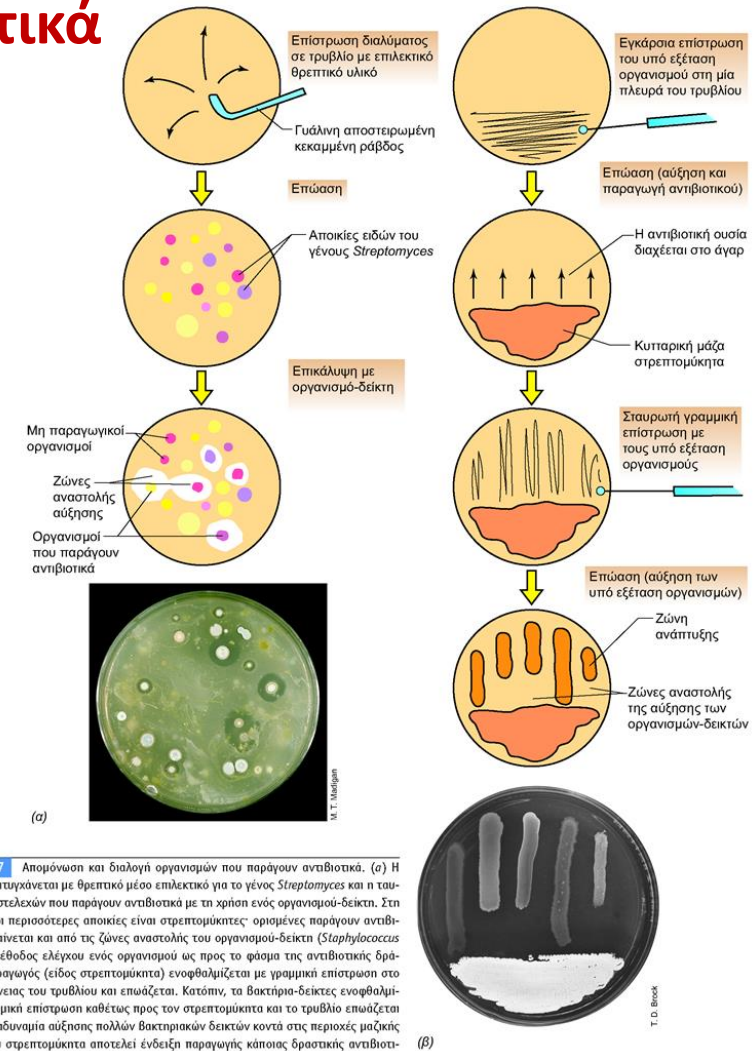 τικά
Επίστρωση διαλύματος
σε τρυβλίο με επιλεκτικό
θρεπτικό υλικό
Γυάλινη αποστειρωμένη
κεκαμμένη ράβδος
Επώαση
Αποικίες ειδών του
γένους Streptomyces
Επικάλυψη με
οργανισμό-δείκτη
Μη παραγωγικοί
οργανισμοί
Ζώνες
αναστολής
αύξησης
Οργανισμοί
που παράγουν
αντιβιοτικά
M. T. Madigan
(α)
Εγκάρσια επίστρωση
του υπό εξέταση
οργανισμού στη μία
πλευρά του τρυβλίου
Επώαση (αύξηση και
παραγωγή αντιβιοτικού)
Η αντιβιοτική ουσία
διαχέεται στο άγαρ
Κυτταρική μάζα
στρεπτομύκητα
Σταυρωτή γραμμική
επίστρωση με
τους υπό εξέταση
οργανισμούς
Επώαση (αύξηση των
υπό εξέταση οργανισμών)
Ζώνη
ανάπτυξης
Ζώνες αναστολής
της αύξησης των
οργανισμών-δεικτών
T. D. Brock
(β)
7 Απομόνωση και διαλογή οργανισμών που παράγουν αντιβιοτικά. (α) Η
τυγχάνεται με θρεπτικό μέσο επιλεκτικό για το γένος Streptomyces και η ταυ-
στελεχών που παράγουν αντιβιοτικά με τη χρήση ενός οργανισμού-δείκτη. Στη
ι περισσότερες αποικίες είναι στρεπτομύκητες· ορισμένες παράγουν αντιβι-
αίνεται και από τις ζώνες αναστολής του οργανισμού-δείκτη (Staphylococcus
έθοδος ελέγχου ενός οργανισμού ως προς το φάσμα της αντιβιοτικής δρά-
ραγωγός (είδος στρεπτομύκητα) ενοφθαλμίζεται με γραμμική επίστρωση στο
νειας του τρυβλίου και επωάζεται. Κατόπιν, τα βακτήρια-δείκτες ενοφθαλμί-
μική επίστρωση καθέτως προς τον στρεπτομύκητα και το τρυβλίο επωάζεται
αδυναμία αύξησης πολλών βακτηριακών δεικτών κοντά στις περιοχές μαζικής
υ στρεπτομύκητα αποτελεί ένδειξη παραγωγής κάποιας δραστικής αντιβιοτι-